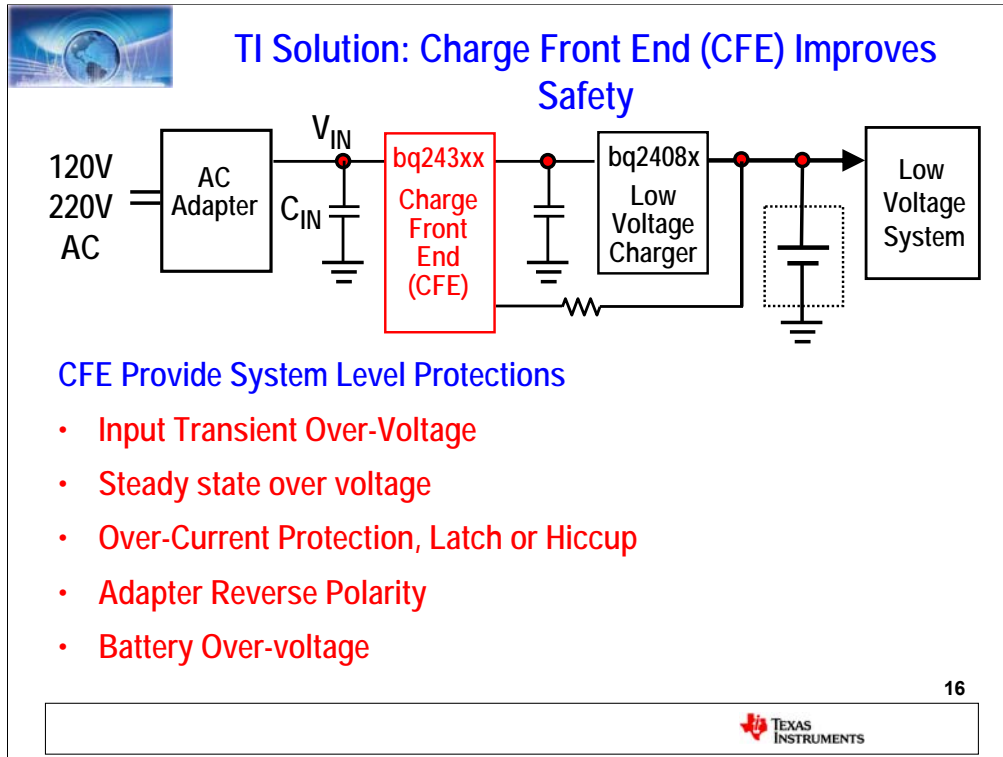 TI Solution: Charge Front End (CFE) Improves
Safety
120V
220V
AC
AC
Adapter
VIN
CIN
bq243xx
Charge
Front
End
(CFE)
bq2408x
Low
Voltage
Charger
Low
Voltage
System
CFE Provide System Level Protections
• Input Transient Over-Voltage
• Steady state over voltage
• Over-Current Protection, Latch or Hiccup
• Adapter Reverse Polarity
• Battery Over-voltage
16
TEXAS
INSTRUMENTS